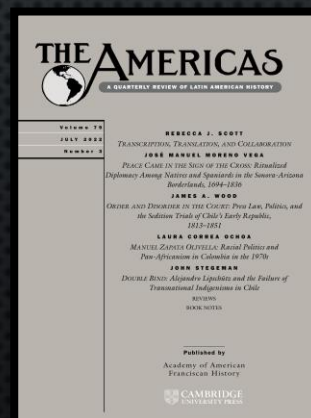 THE AMERICAS
A QUARTERLY REVIEW OF LATIN AMERICAN HISTORY
Volume 79
JULY 2022
Number 3
REBECCA J. SCOTT
TRANSCRIPTION, TRANSLATION, AND COLLABORATION
JOSÉ MANUEL MORENO VEGA
PEACE CAME IN THE SIGN OF THE CROSS: Ritualized
Diplomacy Among Natives and Spaniards in the Sonora-Arizona
Borderlands, 1694–1836
JAMES A. WOOD
ORDER AND DISORDER IN THE COURT: Press Law, Politics, and
the Sedition Trials of Chile's Early Republic,
1813–1851
LAURA CORREA OCHOA
MANUEL ZAPATA OLIVELLA: Racial Politics and
Pan-Africanism in Colombia in the 1970s
JOHN STEGEMAN
DOUBLE BIND: Alejandro Lipschütz and the Failure of
Transnational Indigenismo in Chile
REVIEWS
BOOK NOTES
Published by
Academy of American
Franciscan History
CAMBRIDGE
UNIVERSITY PRESS